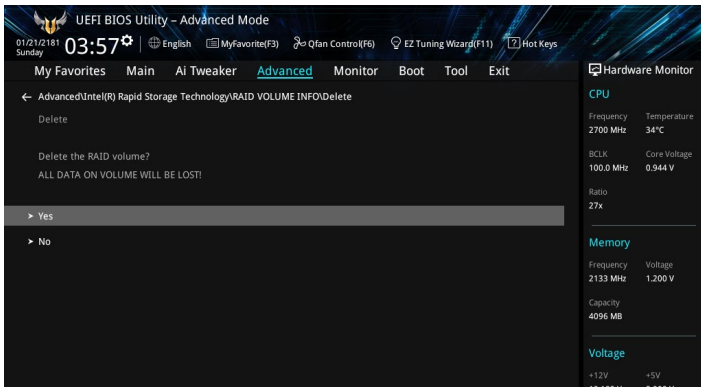 UEFI BIOS Utility – Advanced Mode
01/21/2181 Sunday 03:57 English MyFavorite(F3) Qfan Control(F6) EZ Tuning Wizard(F11) ? Hot Keys
My Favorites Main Ai Tweaker Advanced Monitor Boot Tool Exit
Hardware Monitor
← Advanced\Intel(R) Rapid Storage Technology\RAID VOLUME INFO\Delete
Delete
Delete the RAID volume?
ALL DATA ON VOLUME WILL BE LOST!
> Yes
> No
CPU
Frequency Temperature
2700 MHz 34°C
BCLK Core Voltage
100.0 MHz 0.944 V
Ratio
27x
Memory
Frequency Voltage
2133 MHz 1.200 V
Capacity
4096 MB
Voltage
+12V +5V